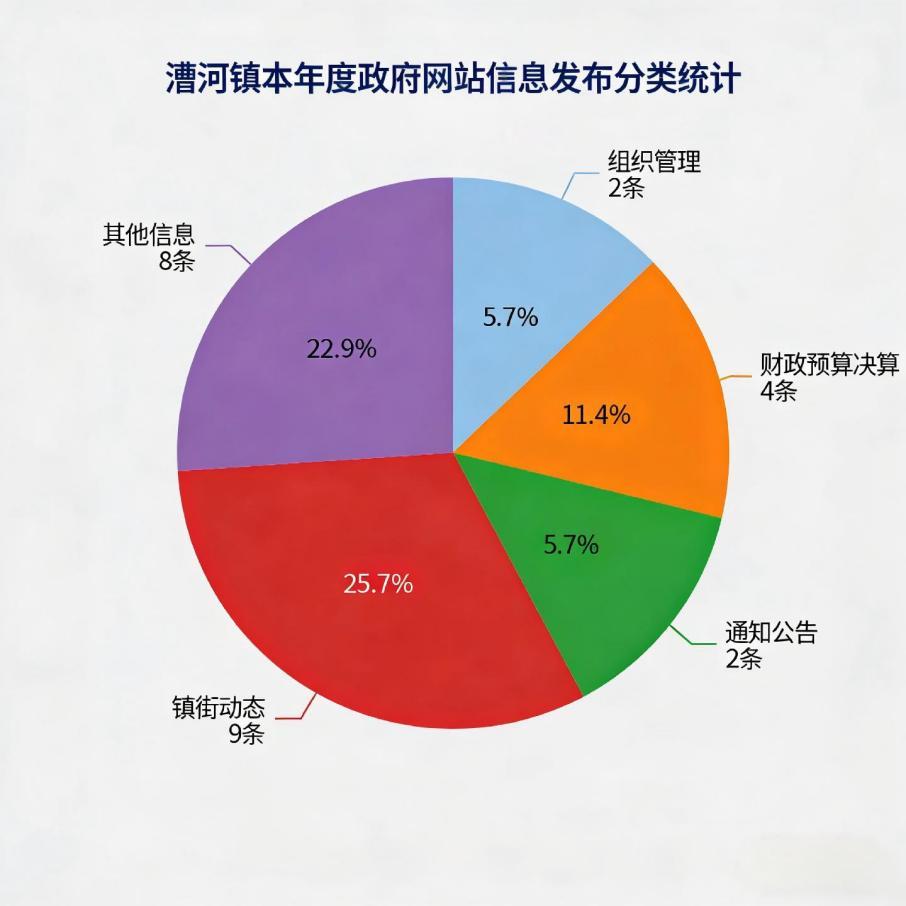 漕河镇本年度政府网站信息发布分类统计
组织管理
2条
其他信息
8条
5.7%
22.9%
财政预算决算
4条
11.4%
5.7%
25.7%
通知公告
2条
镇街动态
9条